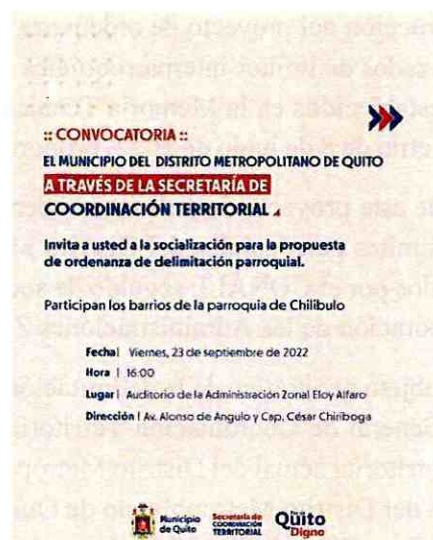 :: CONVOCATORIA ::
EL MUNICIPIO DEL DISTRITO METROPOLITANO DE QUITO
A TRAVÉS DE LA SECRETARÍA DE
COORDINACIÓN TERRITORIAL
Invita a usted a la socialización para la propuesta
de ordenanza de delimitación parroquial.
Participan los barrios de la parroquia de Chilibulo
Fecha| Viernes, 23 de septiembre de 2022
Hora | 16:00
Lugar | Auditorio de la Administración Zonal Eloy Alfaro
Dirección | Av. Alonso de Angulo y Cap. César Chiriboga
Municipio de Quito
Secretaría de COORDINACIÓN TERRITORIAL
Quito Digno